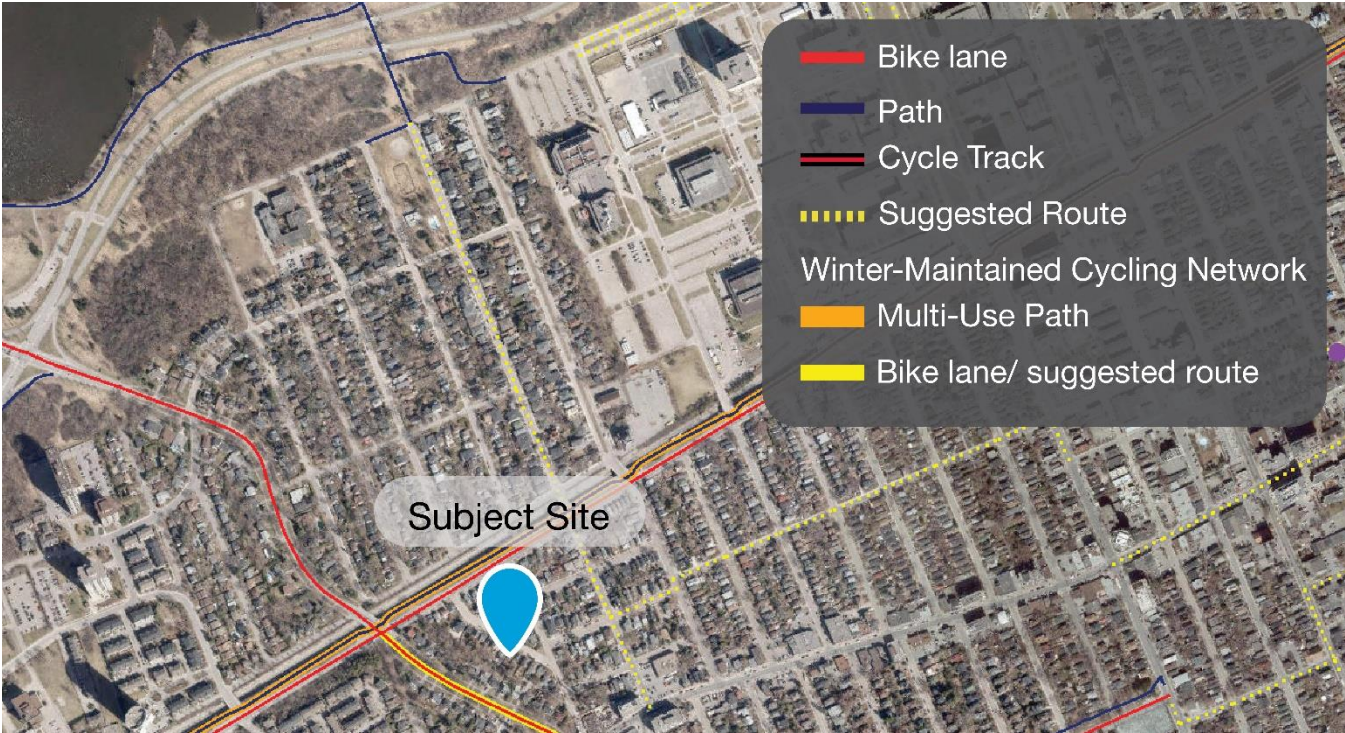 Bike lane
Path
Cycle Track
Suggested Route
Winter-Maintained Cycling Network
Multi-Use Path
Bike lane/ suggested route
Subject Site